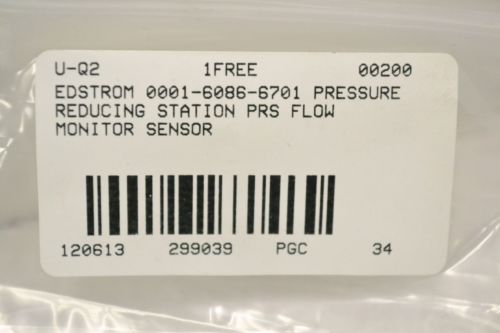 U-Q2 1FREE 00200
EDSTROM 0001-6086-6701 PRESSURE
REDUCING STATION PRS FLOW
MONITOR SENSOR
120613 299039 PGC 34